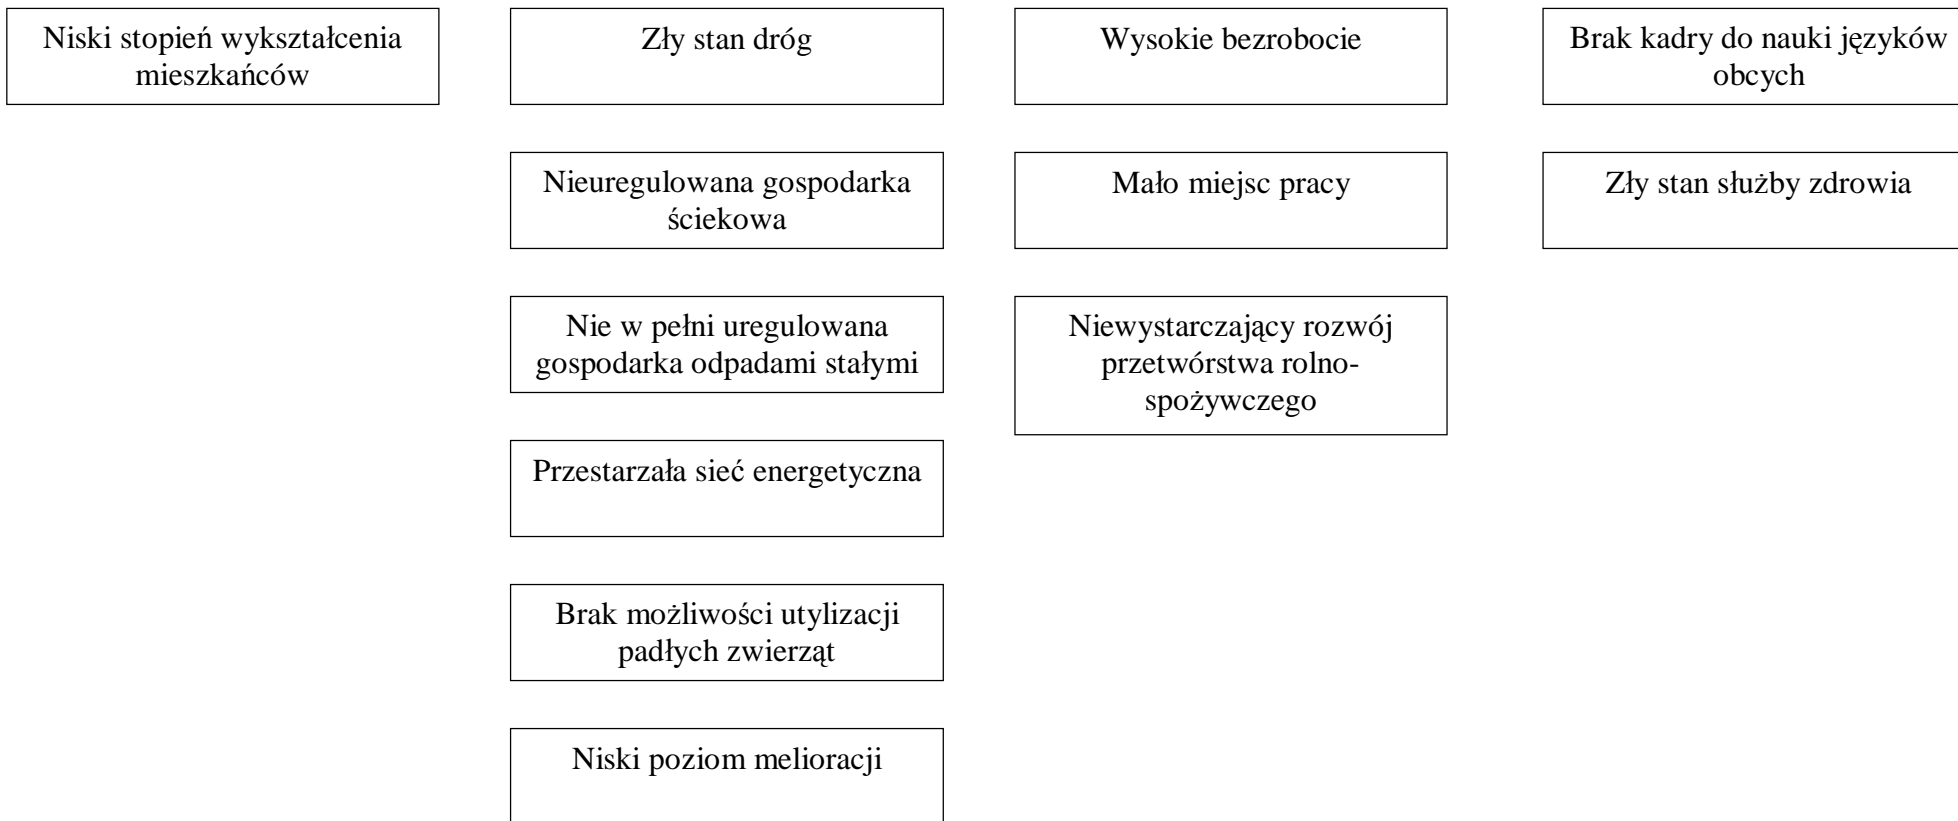 Niski stopień wykształcenia
mieszkańców
Zły stan dróg
Wysokie bezrobocie
Brak kadry do nauki języków
obcych
Nieuregulowana gospodarka
ściekowa
Mało miejsc pracy
Zły stan służby zdrowia
Nie w pełni uregulowana
gospodarka odpadami stałymi
Niewystarczający rozwój
przetwórstwa rolno-
spożywczego
Przestarzała sieć energetyczna
Brak możliwości utylizacji
padłych zwierząt
Niski poziom melioracji